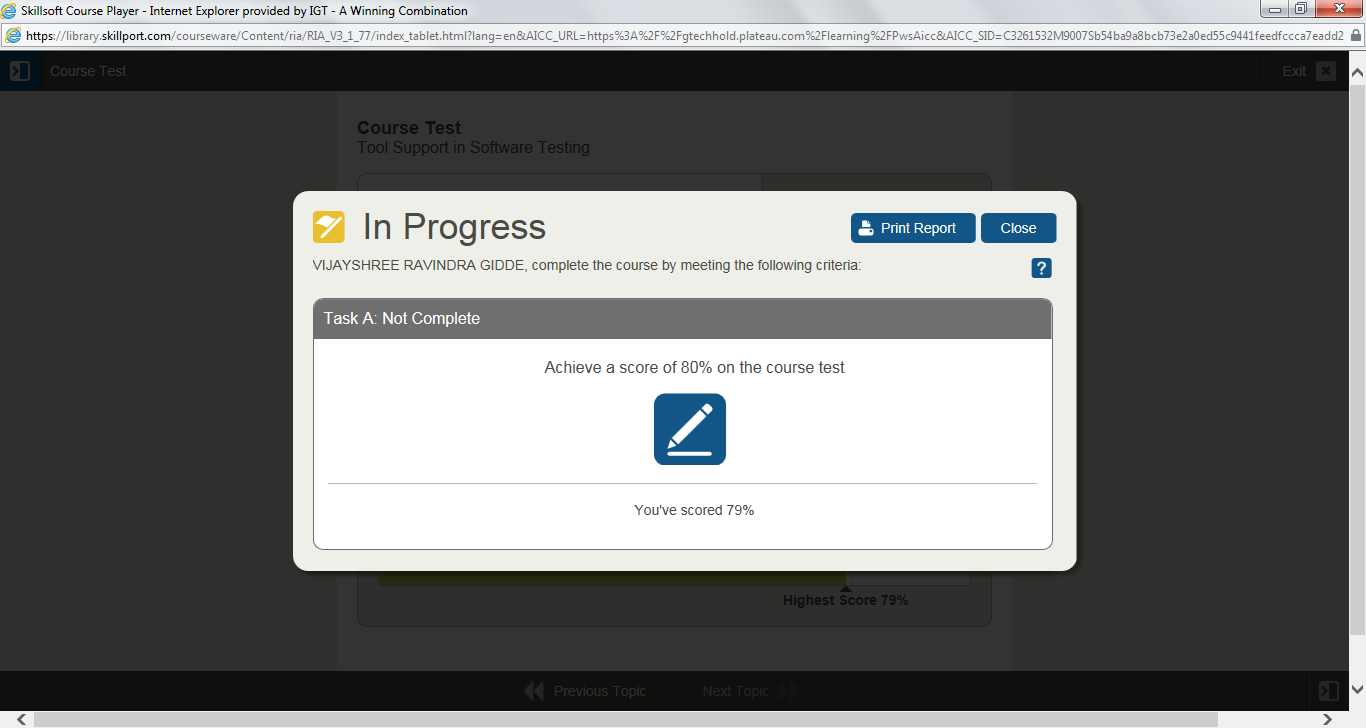 Skillsoft Course Player - Internet Explorer provided by IGT - A Winning Combination
https://library.skillport.com/courseware/Content/ria/RIA_V3_1_77/index_tablet.html?lang=en&AICC_URL=https%3A%2F%2Fgtechhold.plateau.com%2Flearning%2FPwsAicc&AICC_SID=C3261532M9007Sb54ba9a8bcb73e2a0ed55c9441feedfccca7eadd2
Course Test
Exit
Course Test
Tool Support in Software Testing
In Progress
Print Report
Close
VIJAYSHREE RAVINDRA GIDDE, complete the course by meeting the following criteria:
?
Task A: Not Complete
Achieve a score of 80% on the course test
You've scored 79%
Highest Score 79%
Previous Topic
Next Topic